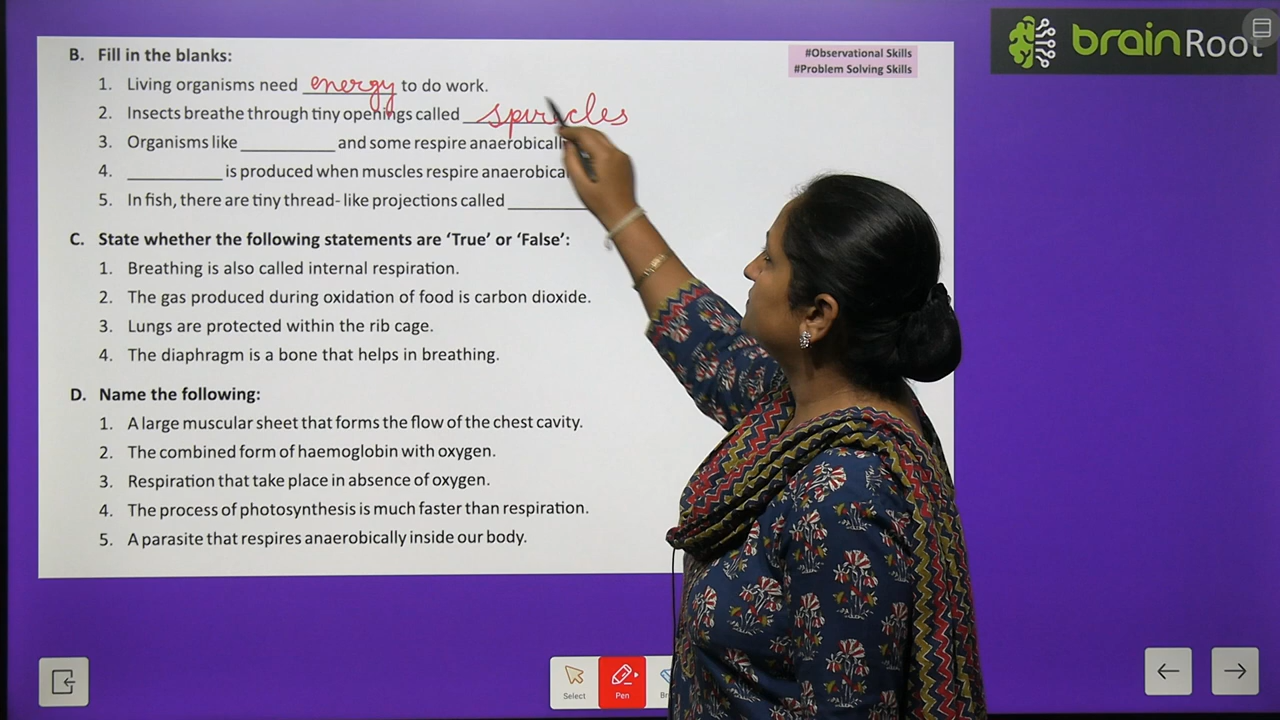 brainRoot
#Observational Skills
#Problem Solving Skills
B. Fill in the blanks:
1. Living organisms need energy to do work.
2. Insects breathe through tiny openings called spiracles
3. Organisms like __________ and some respire anaerobically
4. __________ is produced when muscles respire
5. In fish, there are tiny thread- like projections called ________
C. State whether the following statements are ‘True’ or ‘False’:
1. Breathing is also called internal respiration.
2. The gas produced during oxidation of food is carbon dioxide.
3. Lungs are protected within the rib cage.
4. The diaphragm is a bone that helps in breathing.
D. Name the following:
1. A large muscular sheet that forms the flow of the chest cavity.
2. The combined form of haemoglobin with oxygen.
3. Respiration that take place in absence of oxygen.
4. The process of photosynthesis is much faster than respiration.
5. A parasite that respires anaerobically inside our body.
Select Pen